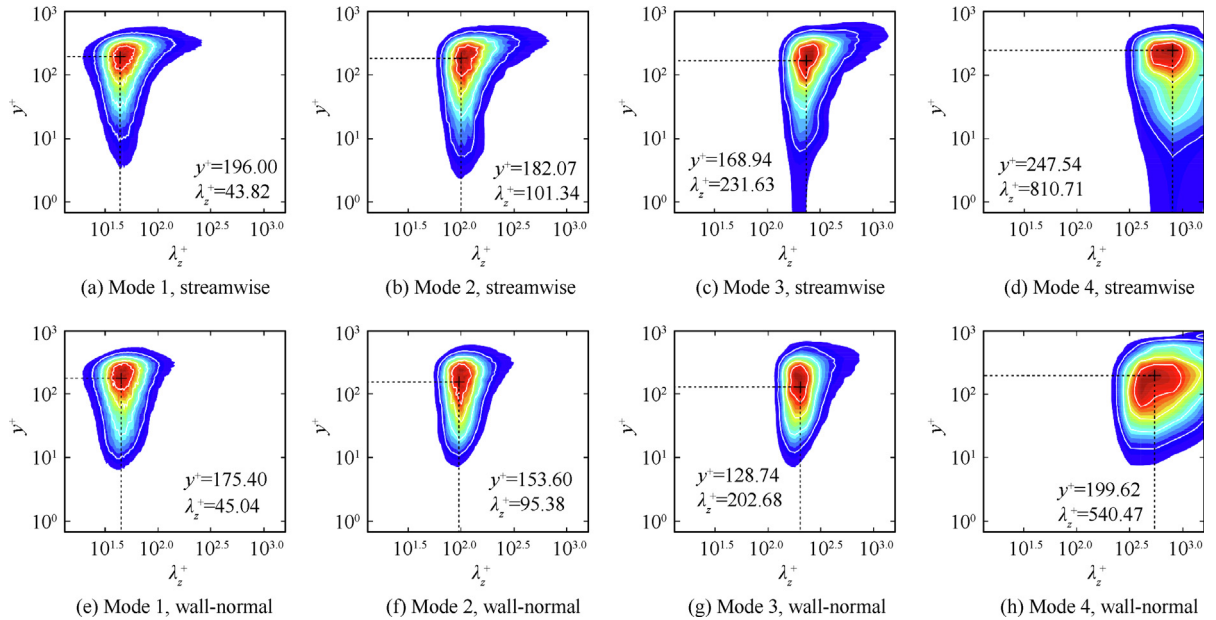 10³ 10³ 10³ 10³
10² 10² 10² 10²
y⁺ y⁺ y⁺ y⁺
10¹ 10¹ 10¹ 10¹
y⁺=196.00 y⁺=182.07 y⁺=168.94 y⁺=247.54
λz⁺=43.82 λz⁺=101.34 λz⁺=231.63 λz⁺=810.71
10⁰ 10⁰ 10⁰ 10⁰
10^1.5 10^2.0 10^2.5 10^3.0 10^1.5 10^2.0 10^2.5 10^3.0 10^1.5 10^2.0 10^2.5 10^3.0 10^1.5 10^2.0 10^2.5 10^3.0
λz⁺ λz⁺ λz⁺ λz⁺
(a) Mode 1, streamwise (b) Mode 2, streamwise (c) Mode 3, streamwise (d) Mode 4, streamwise
10³ 10³ 10³ 10³
10² 10² 10² 10²
y⁺ y⁺ y⁺ y⁺
10¹ 10¹ 10¹ 10¹
y⁺=175.40 y⁺=153.60 y⁺=128.74 y⁺=199.62
λz⁺=45.04 λz⁺=95.38 λz⁺=202.68 λz⁺=540.47
10⁰ 10⁰ 10⁰ 10⁰
10^1.5 10^2.0 10^2.5 10^3.0 10^1.5 10^2.0 10^2.5 10^3.0 10^1.5 10^2.0 10^2.5 10^3.0 10^1.5 10^2.0 10^2.5 10^3.0
λz⁺ λz⁺ λz⁺ λz⁺
(e) Mode 1, wall-normal (f) Mode 2, wall-normal (g) Mode 3, wall-normal (h) Mode 4, wall-normal